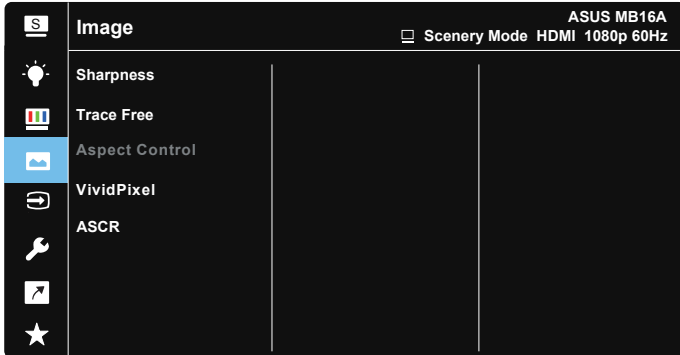 S
Image
ASUS MB16A
Scenery Mode HDMI 1080p 60Hz
Sharpness
Trace Free
Aspect Control
VividPixel
ASCR